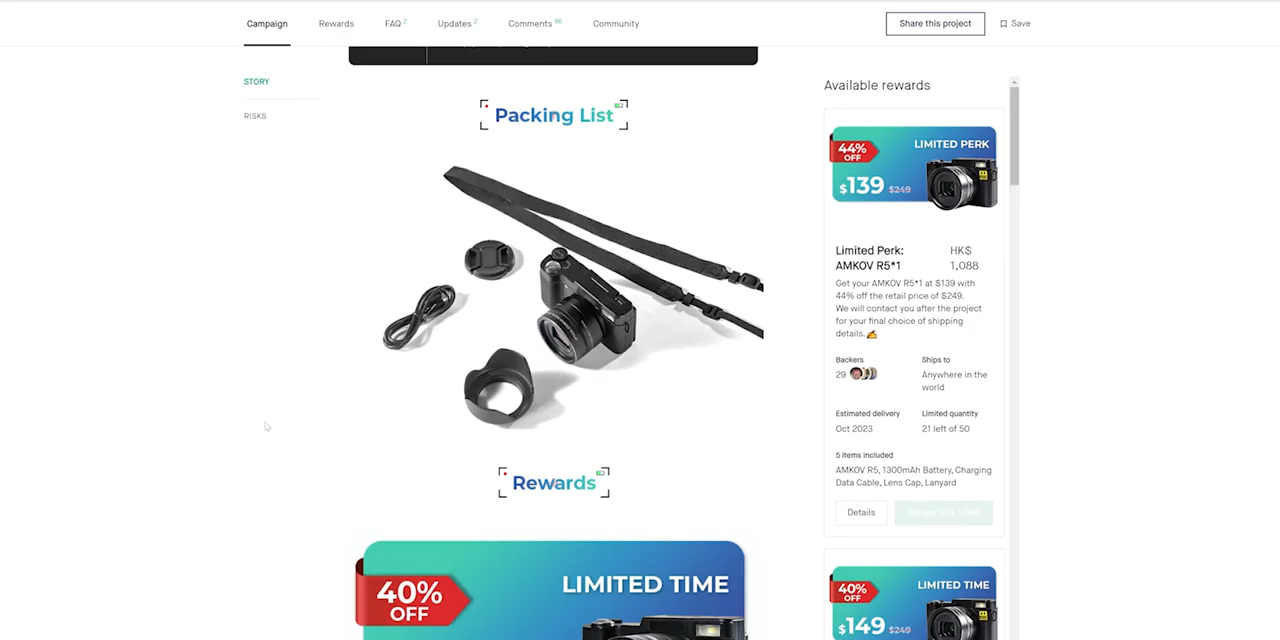 Campaign
Rewards
FAQ 2
Updates 2
Comments 86
Community
Share this project
Save
STORY
RISKS
Packing List
Rewards
40%
OFF
LIMITED TIME
Available rewards
44%
OFF
LIMITED PERK
$139 $249
Limited Perk:
AMKOV R5*1
HK$
1,088
Get your AMKOV R5*1 at $139 with
44% off the retail price of $249.
We will contact you after the project
for your final choice of shipping
details.
Backers
29
Ships to
Anywhere in the
world
Estimated delivery
Oct 2023
Limited quantity
21 left of 50
5 items included
AMKOV R5, 1300mAh Battery, Charging
Data Cable, Lens Cap, Lanyard
Details
Pledge HK$ 1,088
40%
OFF
LIMITED TIME
$149 $249